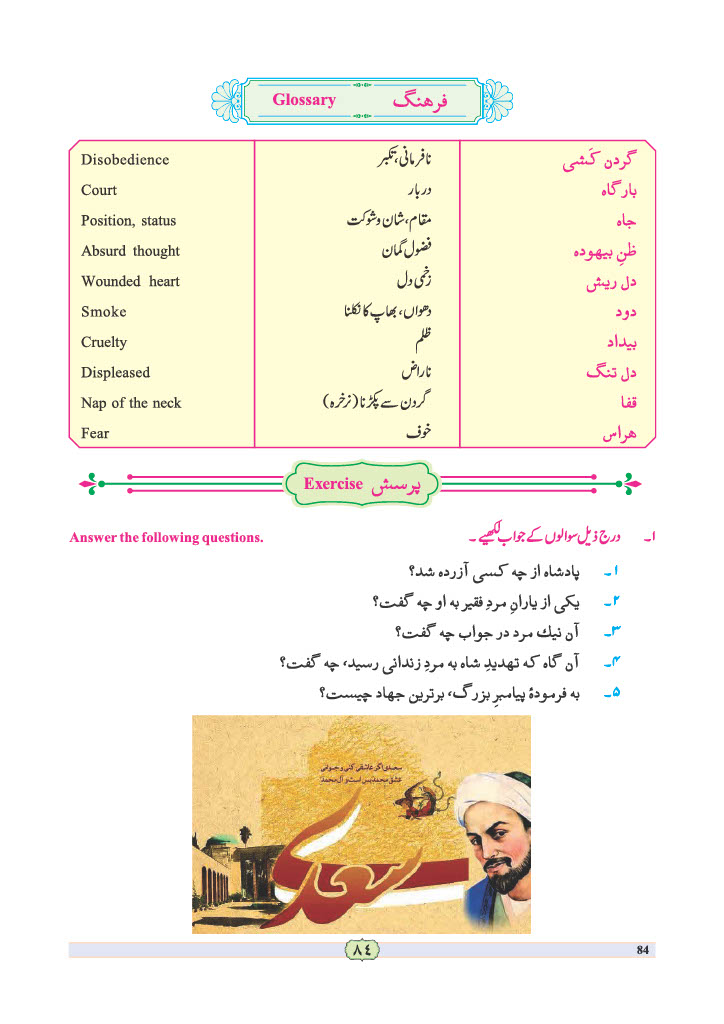 Glossary فرهنگ
Disobedience نافرمانی، تکبر گردن کَشی
Court دربار بارگاه
Position, status مقام، شان و شوکت جاه
Absurd thought فضول گمان ظنِ بیهوده
Wounded heart زخمی دل دل ریش
Smoke دھواں، بھاپ کا نکلنا دود
Cruelty ظلم بیداد
Displeased ناراض دل تنگ
Nap of the neck گردن سے پکڑنا (نرخرہ) قفا
Fear خوف هراس
Exercise پرسش
Answer the following questions. ۱۔ درج ذیل سوالوں کے جواب لکھیے ۔
۱۔ پادشاه از چه کسی آزرده شد؟
۲۔ یکی از یارانِ مردِ فقیر به او چه گفت؟
۳۔ آن نیك مرد در جواب چه گفت؟
۴۔ آن گاه که تهدیدِ شاه به مردِ زندانی رسید، چه گفت؟
۵۔ به فرمودۀ پیامبرِ بزرگ، برترین جهاد چیست؟
سعدی اگر عاشقی کنی و جوانی
عشق محمد بس است و آل محمد
سعدی
٨٤ 84